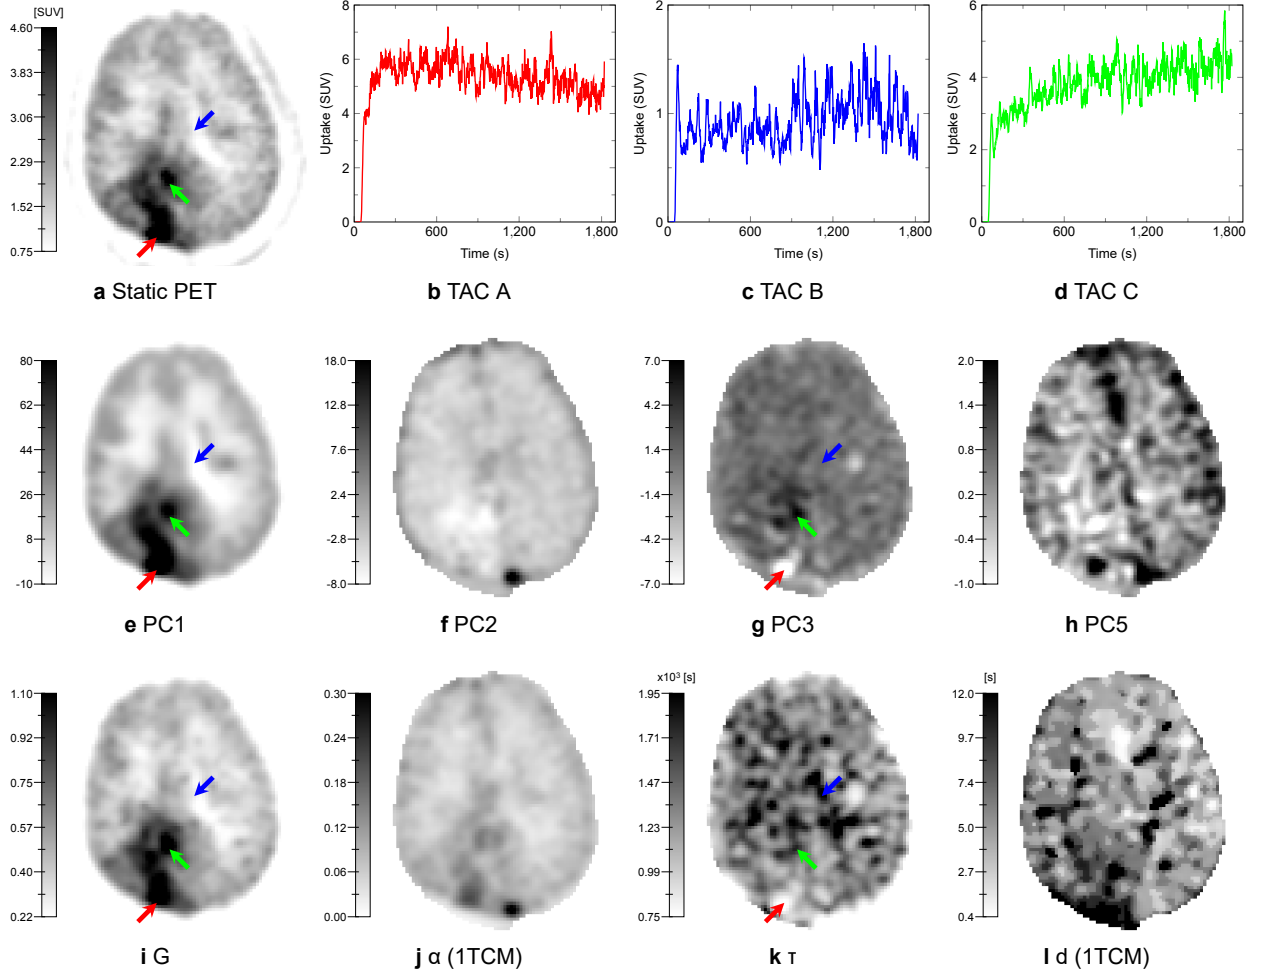 [SUV]
4.60
3.83
3.06
2.29
1.52
0.75
a Static PET
8
6
4
2
0
Uptake (SUV)
0 600 1,200 1,800
Time (s)
b TAC A
2
1
0
Uptake (SUV)
0 600 1,200 1,800
Time (s)
c TAC B
6
4
2
0
Uptake (SUV)
0 600 1,200 1,800
Time (s)
d TAC C
80
62
44
26
8
-10
e PC1
18.0
12.8
7.6
2.4
-2.8
-8.0
f PC2
7.0
4.2
1.4
-1.4
-4.2
-7.0
g PC3
2.0
1.4
0.8
0.2
-0.4
-1.0
h PC5
1.10
0.92
0.75
0.57
0.40
0.22
i G
0.30
0.24
0.18
0.12
0.06
0.00
j α (1TCM)
x10³ [s]
1.95
1.71
1.47
1.23
0.99
0.75
k τ
[s]
12.0
9.7
7.4
5.0
2.7
0.4
l d (1TCM)